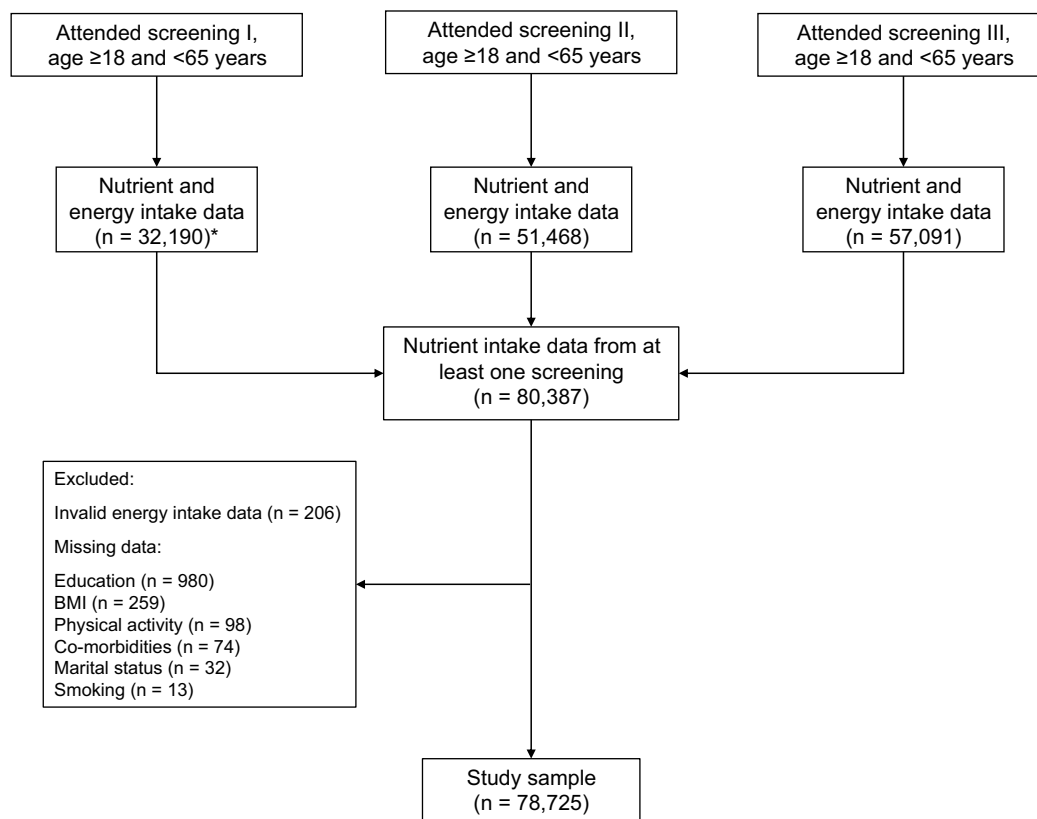 Attended screening I,
age ≥18 and <65 years
Attended screening II,
age ≥18 and <65 years
Attended screening III,
age ≥18 and <65 years
Nutrient and
energy intake data
(n = 32,190)*
Nutrient and
energy intake data
(n = 51,468)
Nutrient and
energy intake data
(n = 57,091)
Nutrient intake data from at
least one screening
(n = 80,387)
Excluded:
Invalid energy intake data (n = 206)
Missing data:
Education (n = 980)
BMI (n = 259)
Physical activity (n = 98)
Co-morbidities (n = 74)
Marital status (n = 32)
Smoking (n = 13)
Study sample
(n = 78,725)